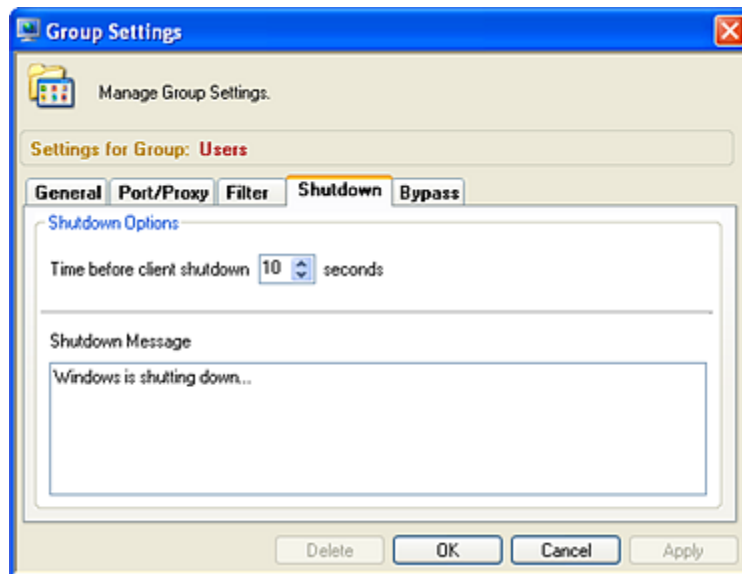 Group Settings
Manage Group Settings.
Settings for Group: Users
General Port/Proxy Filter Shutdown Bypass
Shutdown Options
Time before client shutdown 10 seconds
Shutdown Message
Windows is shutting down...
Delete OK Cancel Apply